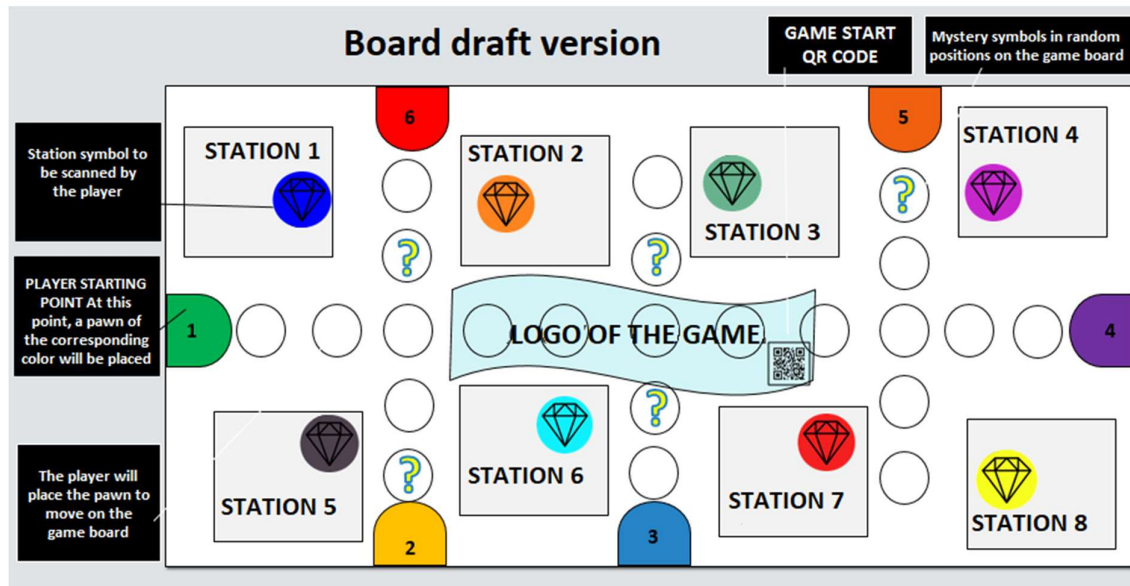 Board draft version
GAME START
QR CODE
Mystery symbols in random
positions on the game board
6
5
Station symbol to
be scanned by
the player
STATION 1
STATION 2
STATION 3
STATION 4
?
?
?
PLAYER STARTING
POINT At this
point, a pawn of
the corresponding
color will be placed
1
LOGO OF THE GAME
4
?
?
The player will
place the pawn to
move on the
game board
STATION 5
STATION 6
STATION 7
STATION 8
2
3